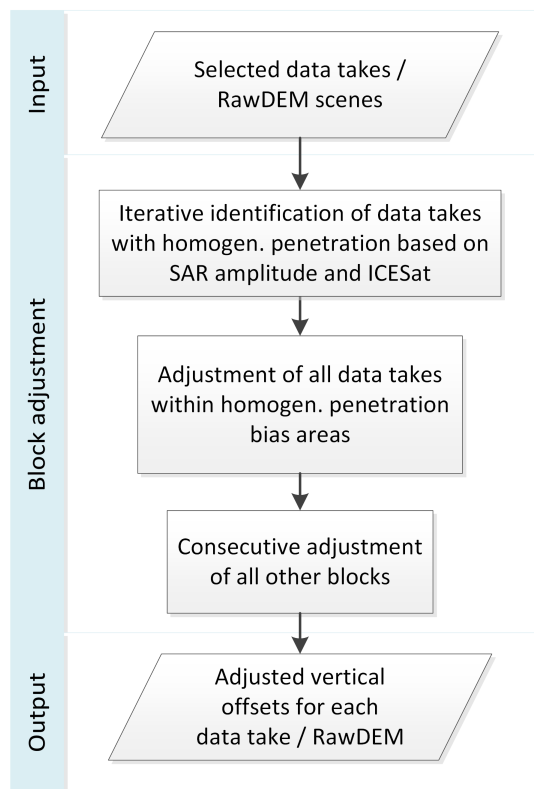 Input
Selected data takes /
RawDEM scenes
Block adjustment
Iterative identification of data takes
with homogen. penetration based on
SAR amplitude and ICESat
Adjustment of all data takes
within homogen. penetration
bias areas
Consecutive adjustment
of all other blocks
Output
Adjusted vertical
offsets for each
data take / RawDEM